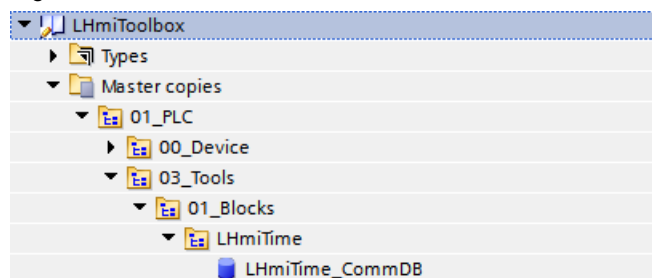 LHmiToolbox
Types
Master copies
01_PLC
00_Device
03_Tools
01_Blocks
LHmiTime
LHmiTime_CommDB